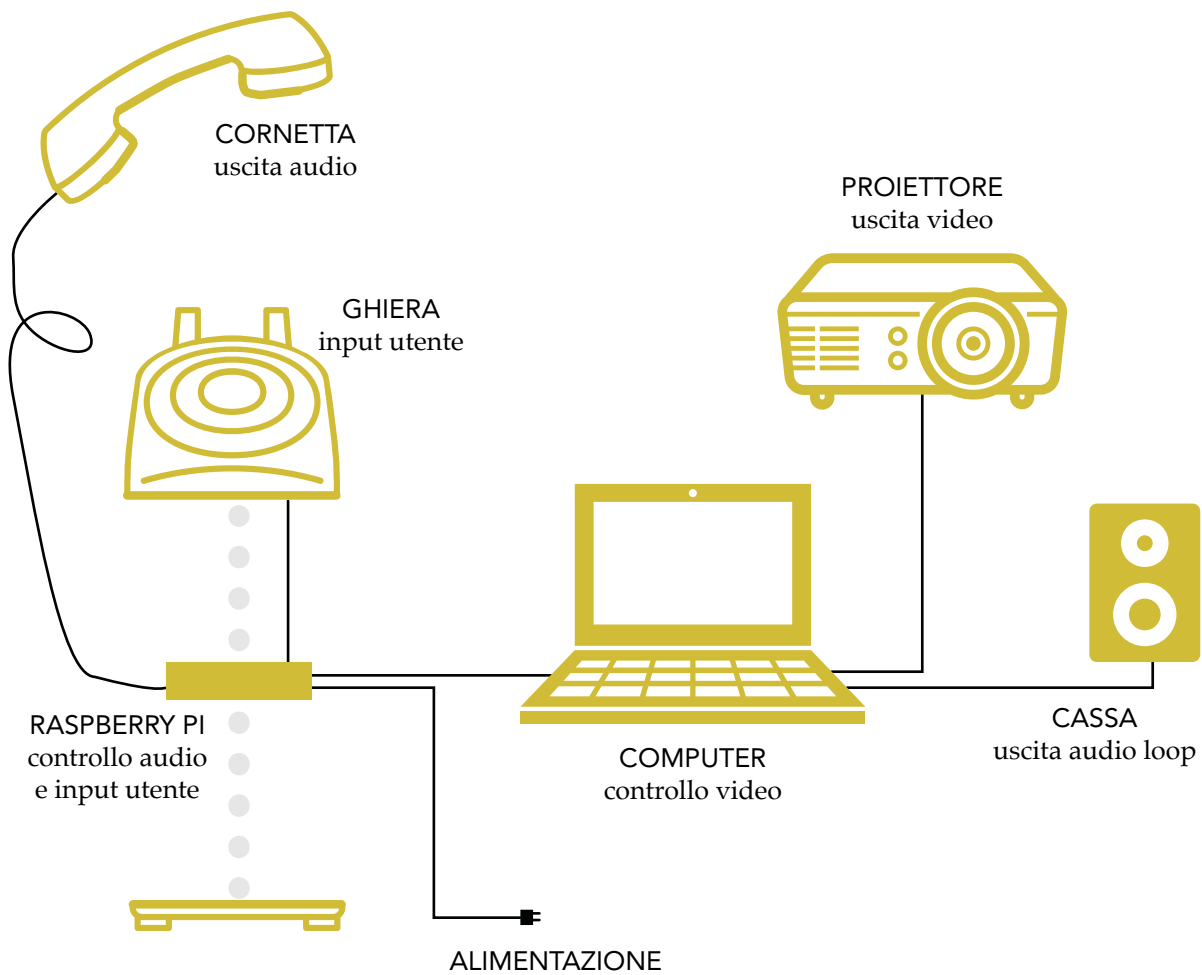 CORNETTA
uscita audio
PROIETTORE
uscita video
GHIERA
input utente
RASPBERRY PI
controllo audio
e input utente
COMPUTER
controllo video
CASSA
uscita audio loop
ALIMENTAZIONE